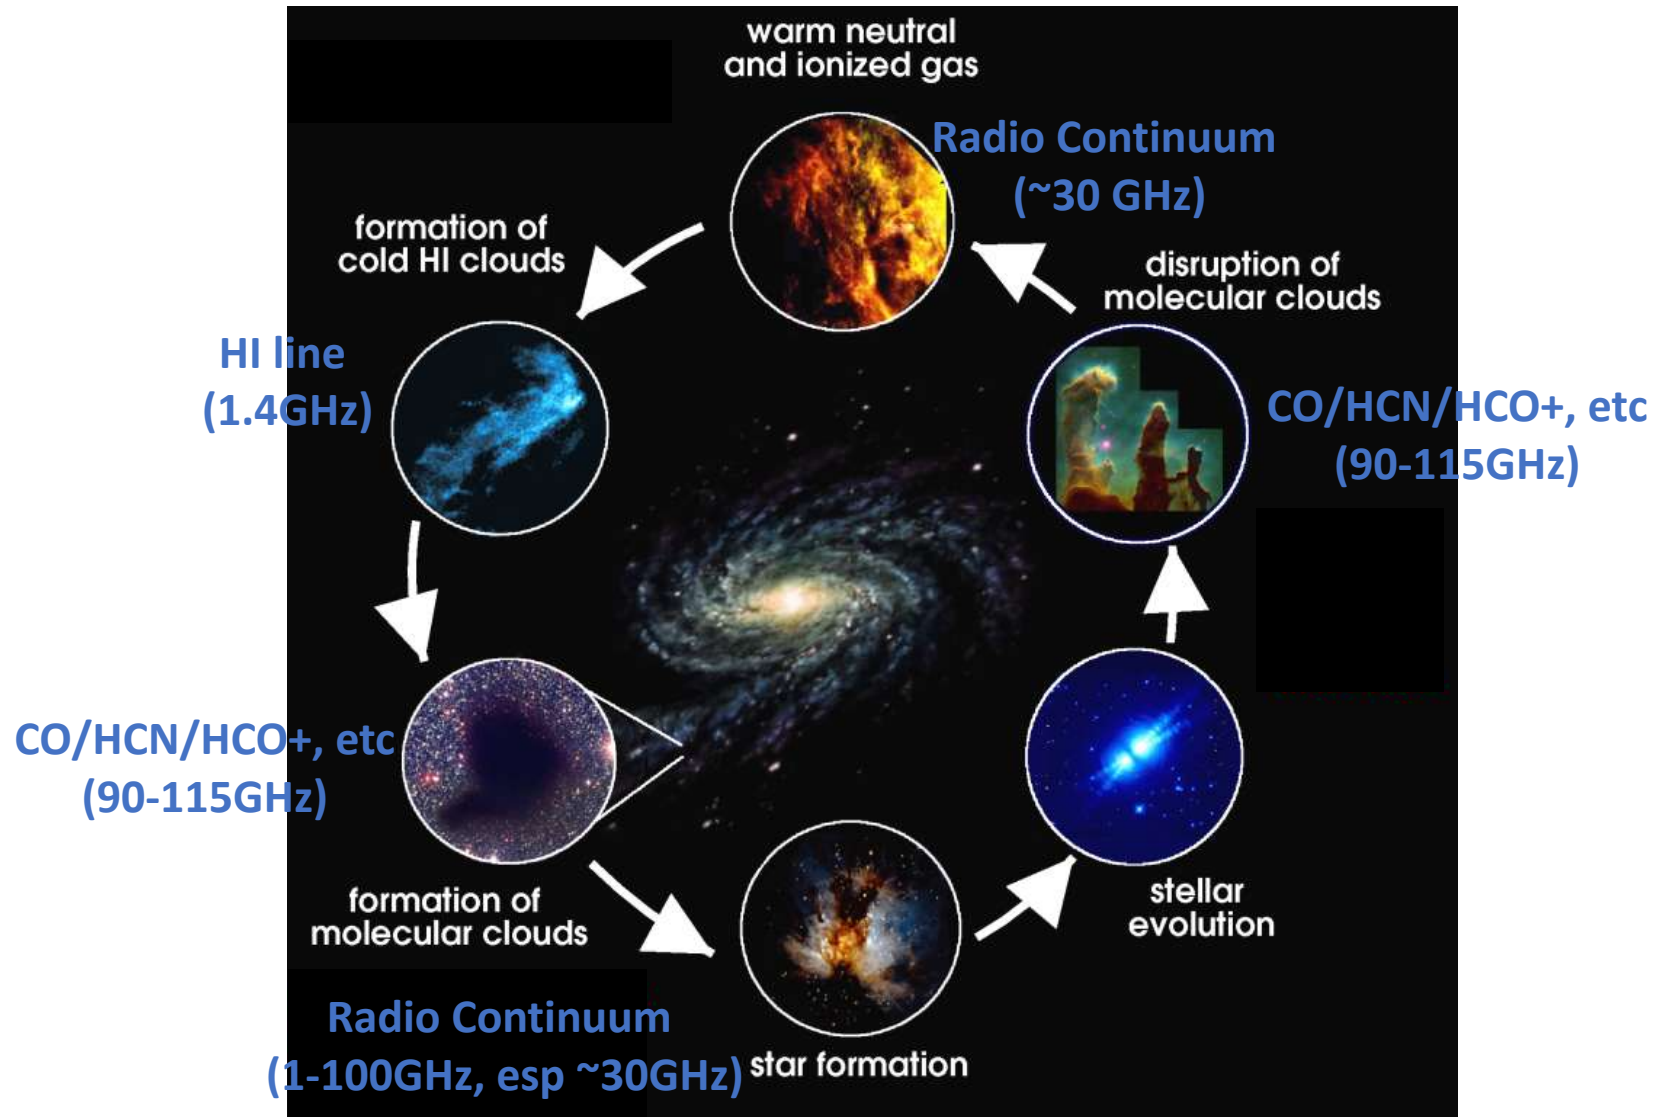 warm neutral
and ionized gas
Radio Continuum
(~30 GHz)
formation of
cold HI clouds
disruption of
molecular clouds
HI line
(1.4GHz)
CO/HCN/HCO+, etc
(90-115GHz)
CO/HCN/HCO+, etc
(90-115GHz)
formation of
molecular clouds
stellar
evolution
Radio Continuum
(1-100GHz, esp ~30GHz)
star formation